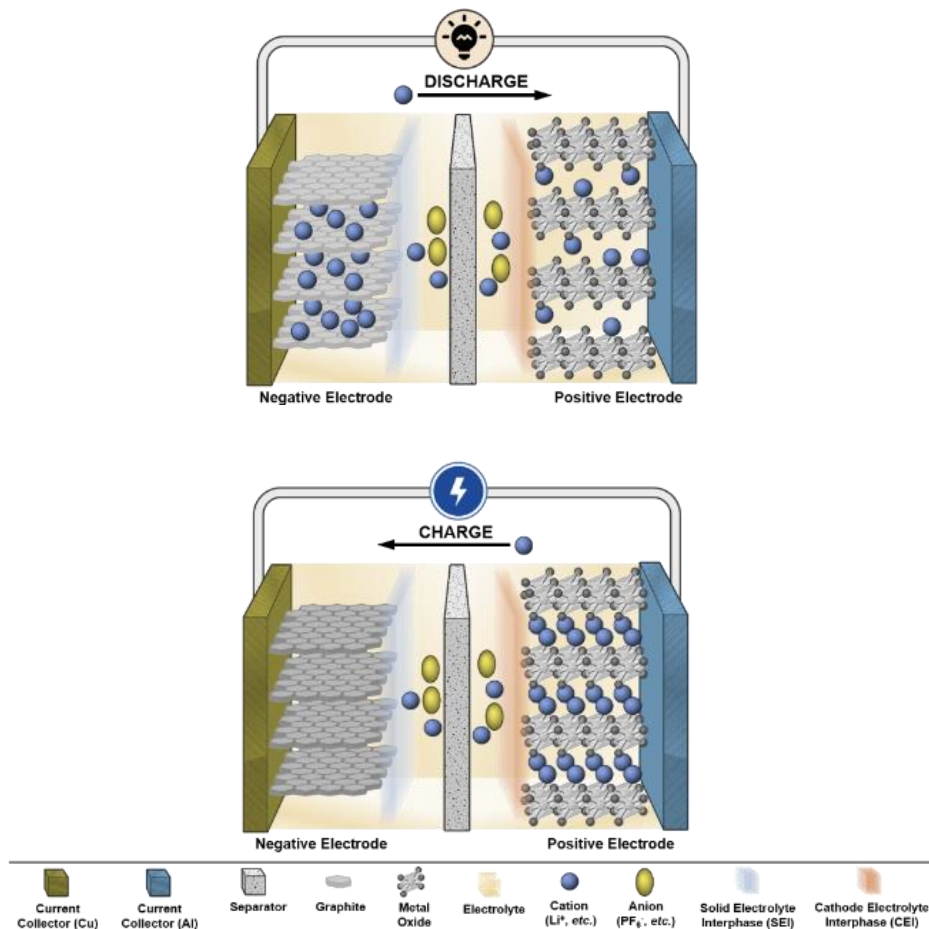 DISCHARGE
Negative Electrode
Positive Electrode
CHARGE
Negative Electrode
Positive Electrode
Current
Collector (Cu)
Current
Collector (Al)
Separator
Graphite
Metal
Oxide
Electrolyte
Cation
(Li⁺, etc.)
Anion
(PF₆⁻, etc.)
Solid Electrolyte
Interphase (SEI)
Cathode Electrolyte
Interphase (CEI)